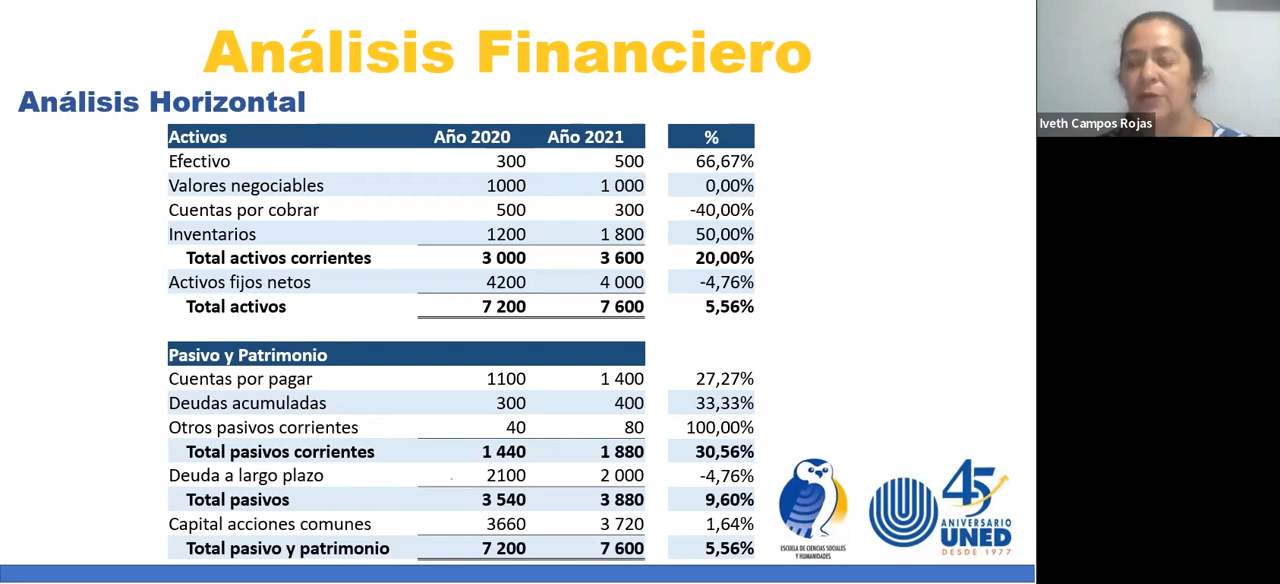 Análisis Financiero
Análisis Horizontal
Activos Año 2020 Año 2021 %
Efectivo 300 500 66,67%
Valores negociables 1000 1 000 0,00%
Cuentas por cobrar 500 300 -40,00%
Inventarios 1200 1 800 50,00%
Total activos corrientes 3 000 3 600 20,00%
Activos fijos netos 4200 4 000 -4,76%
Total activos 7 200 7 600 5,56%
Pasivo y Patrimonio
Cuentas por pagar 1100 1 400 27,27%
Deudas acumuladas 300 400 33,33%
Otros pasivos corrientes 40 80 100,00%
Total pasivos corrientes 1 440 1 880 30,56%
Deuda a largo plazo 2100 2 000 -4,76%
Total pasivos 3 540 3 880 9,60%
Capital acciones comunes 3660 3 720 1,64%
Total pasivo y patrimonio 7 200 7 600 5,56%
ESCUELA DE CIENCIAS SOCIALES
Y HUMANIDADES
45
ANIVERSARIO
UNED
DESDE 1977
Iveth Campos Rojas